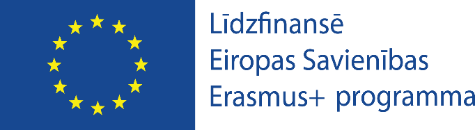 Līdzfinansē
Eiropas Savienības
Erasmus+ programma